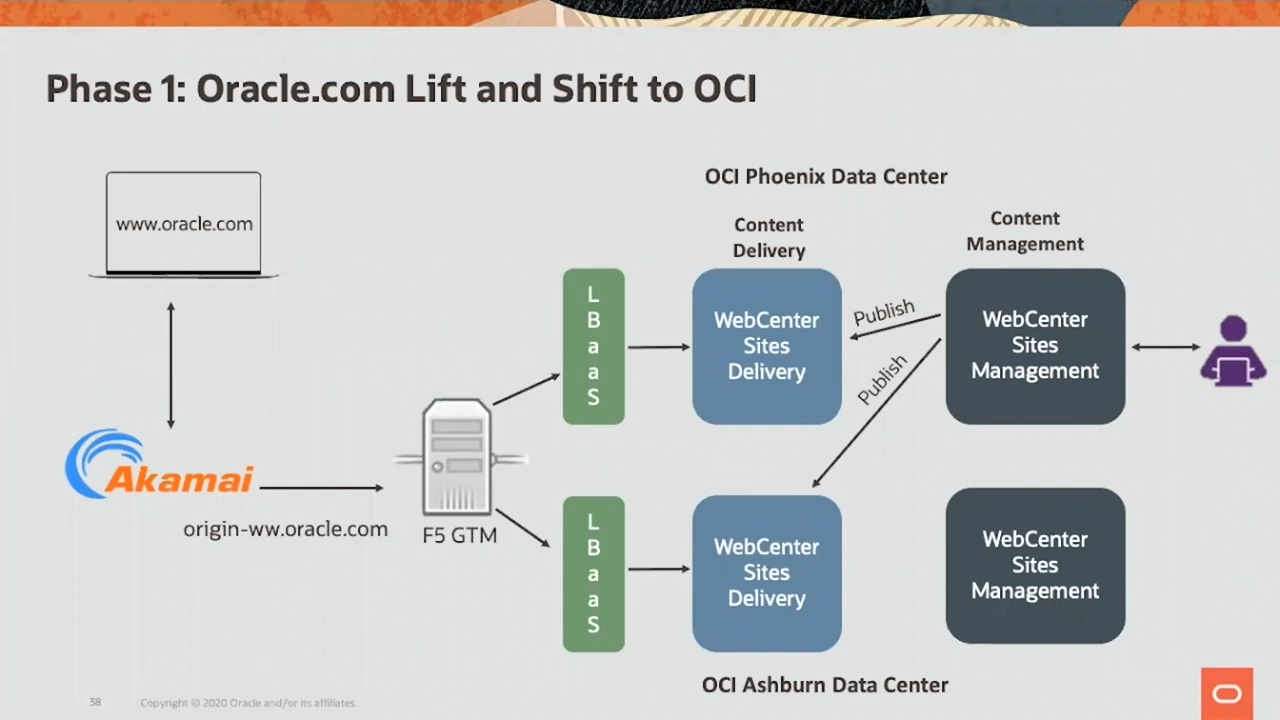 Phase 1: Oracle.com Lift and Shift to OCI
OCI Phoenix Data Center
www.oracle.com
Content
Delivery
Content
Management
L
B
a
a
S
WebCenter
Sites
Delivery
Publish
Publish
WebCenter
Sites
Management
Akamai
origin-ww.oracle.com
F5 GTM
L
B
a
a
S
WebCenter
Sites
Delivery
WebCenter
Sites
Management
OCI Ashburn Data Center
38
Copyright © 2020 Oracle and/or its affiliates.